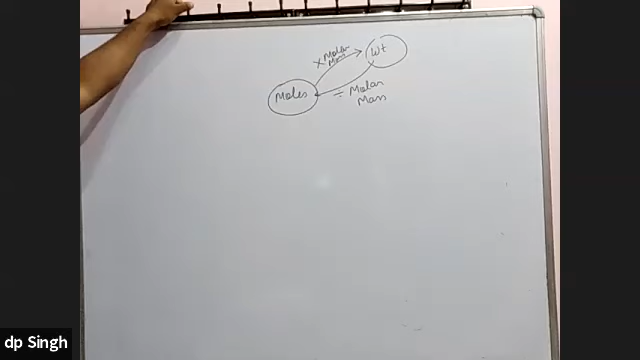 × Molar
Mass
Wt
Moles
÷ Molar
Mass
dp Singh